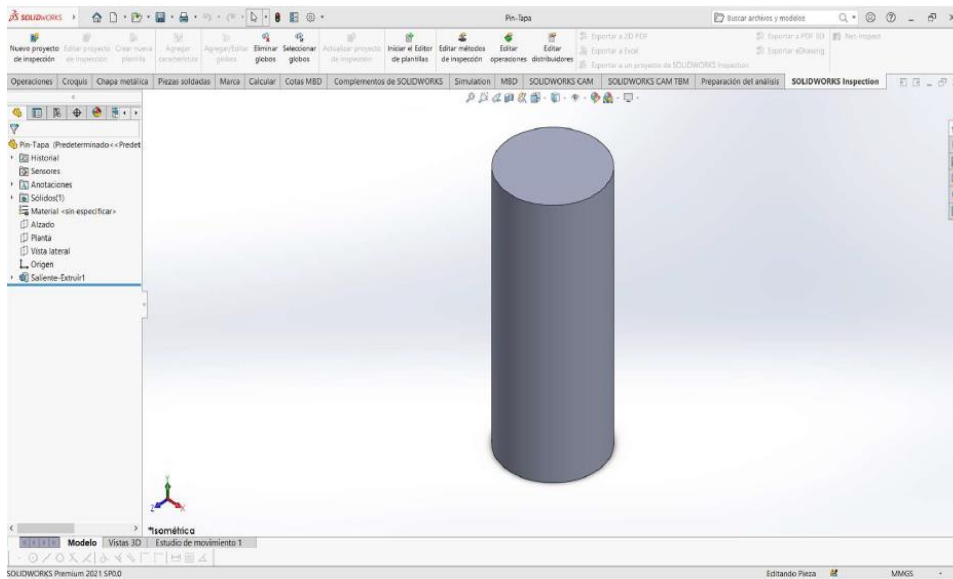 SOLIDWORKS
Pin-Tapa
Buscar archivos y modelos
Nuevo proyecto de inspección
Editar proyecto de inspección
Crear nueva plantilla
Agregar característica
Agregar/Editar globos
Eliminar globos
Seleccionar globos
Actualizar proyecto de inspección
Iniciar el Editor de plantillas
Editar métodos de inspección
Editar operaciones
Editar distribuidores
Exportar a 2D PDF
Exportar a Excel
Exportar a un proyecto de SOLIDWORKS Inspection
Exportar a PDF 3D
Exportar eDrawing
Net-Inspect
Operaciones Croquis Chapa metálica Piezas soldadas Marca Calcular Cotas MBD Complementos de SOLIDWORKS Simulation MBD SOLIDWORKS CAM SOLIDWORKS CAM TBM Preparación del análisis SOLIDWORKS Inspection
Pin-Tapa (Predeterminado<<Predet
Historial
Sensores
Anotaciones
Sólidos(1)
Material <sin especificar>
Alzado
Planta
Vista lateral
Origen
Saliente-Extruir1
Y
Z X
*Isométrica
Modelo Vistas 3D Estudio de movimiento 1
SOLIDWORKS Premium 2021 SP0.0 Editando Pieza MMGS